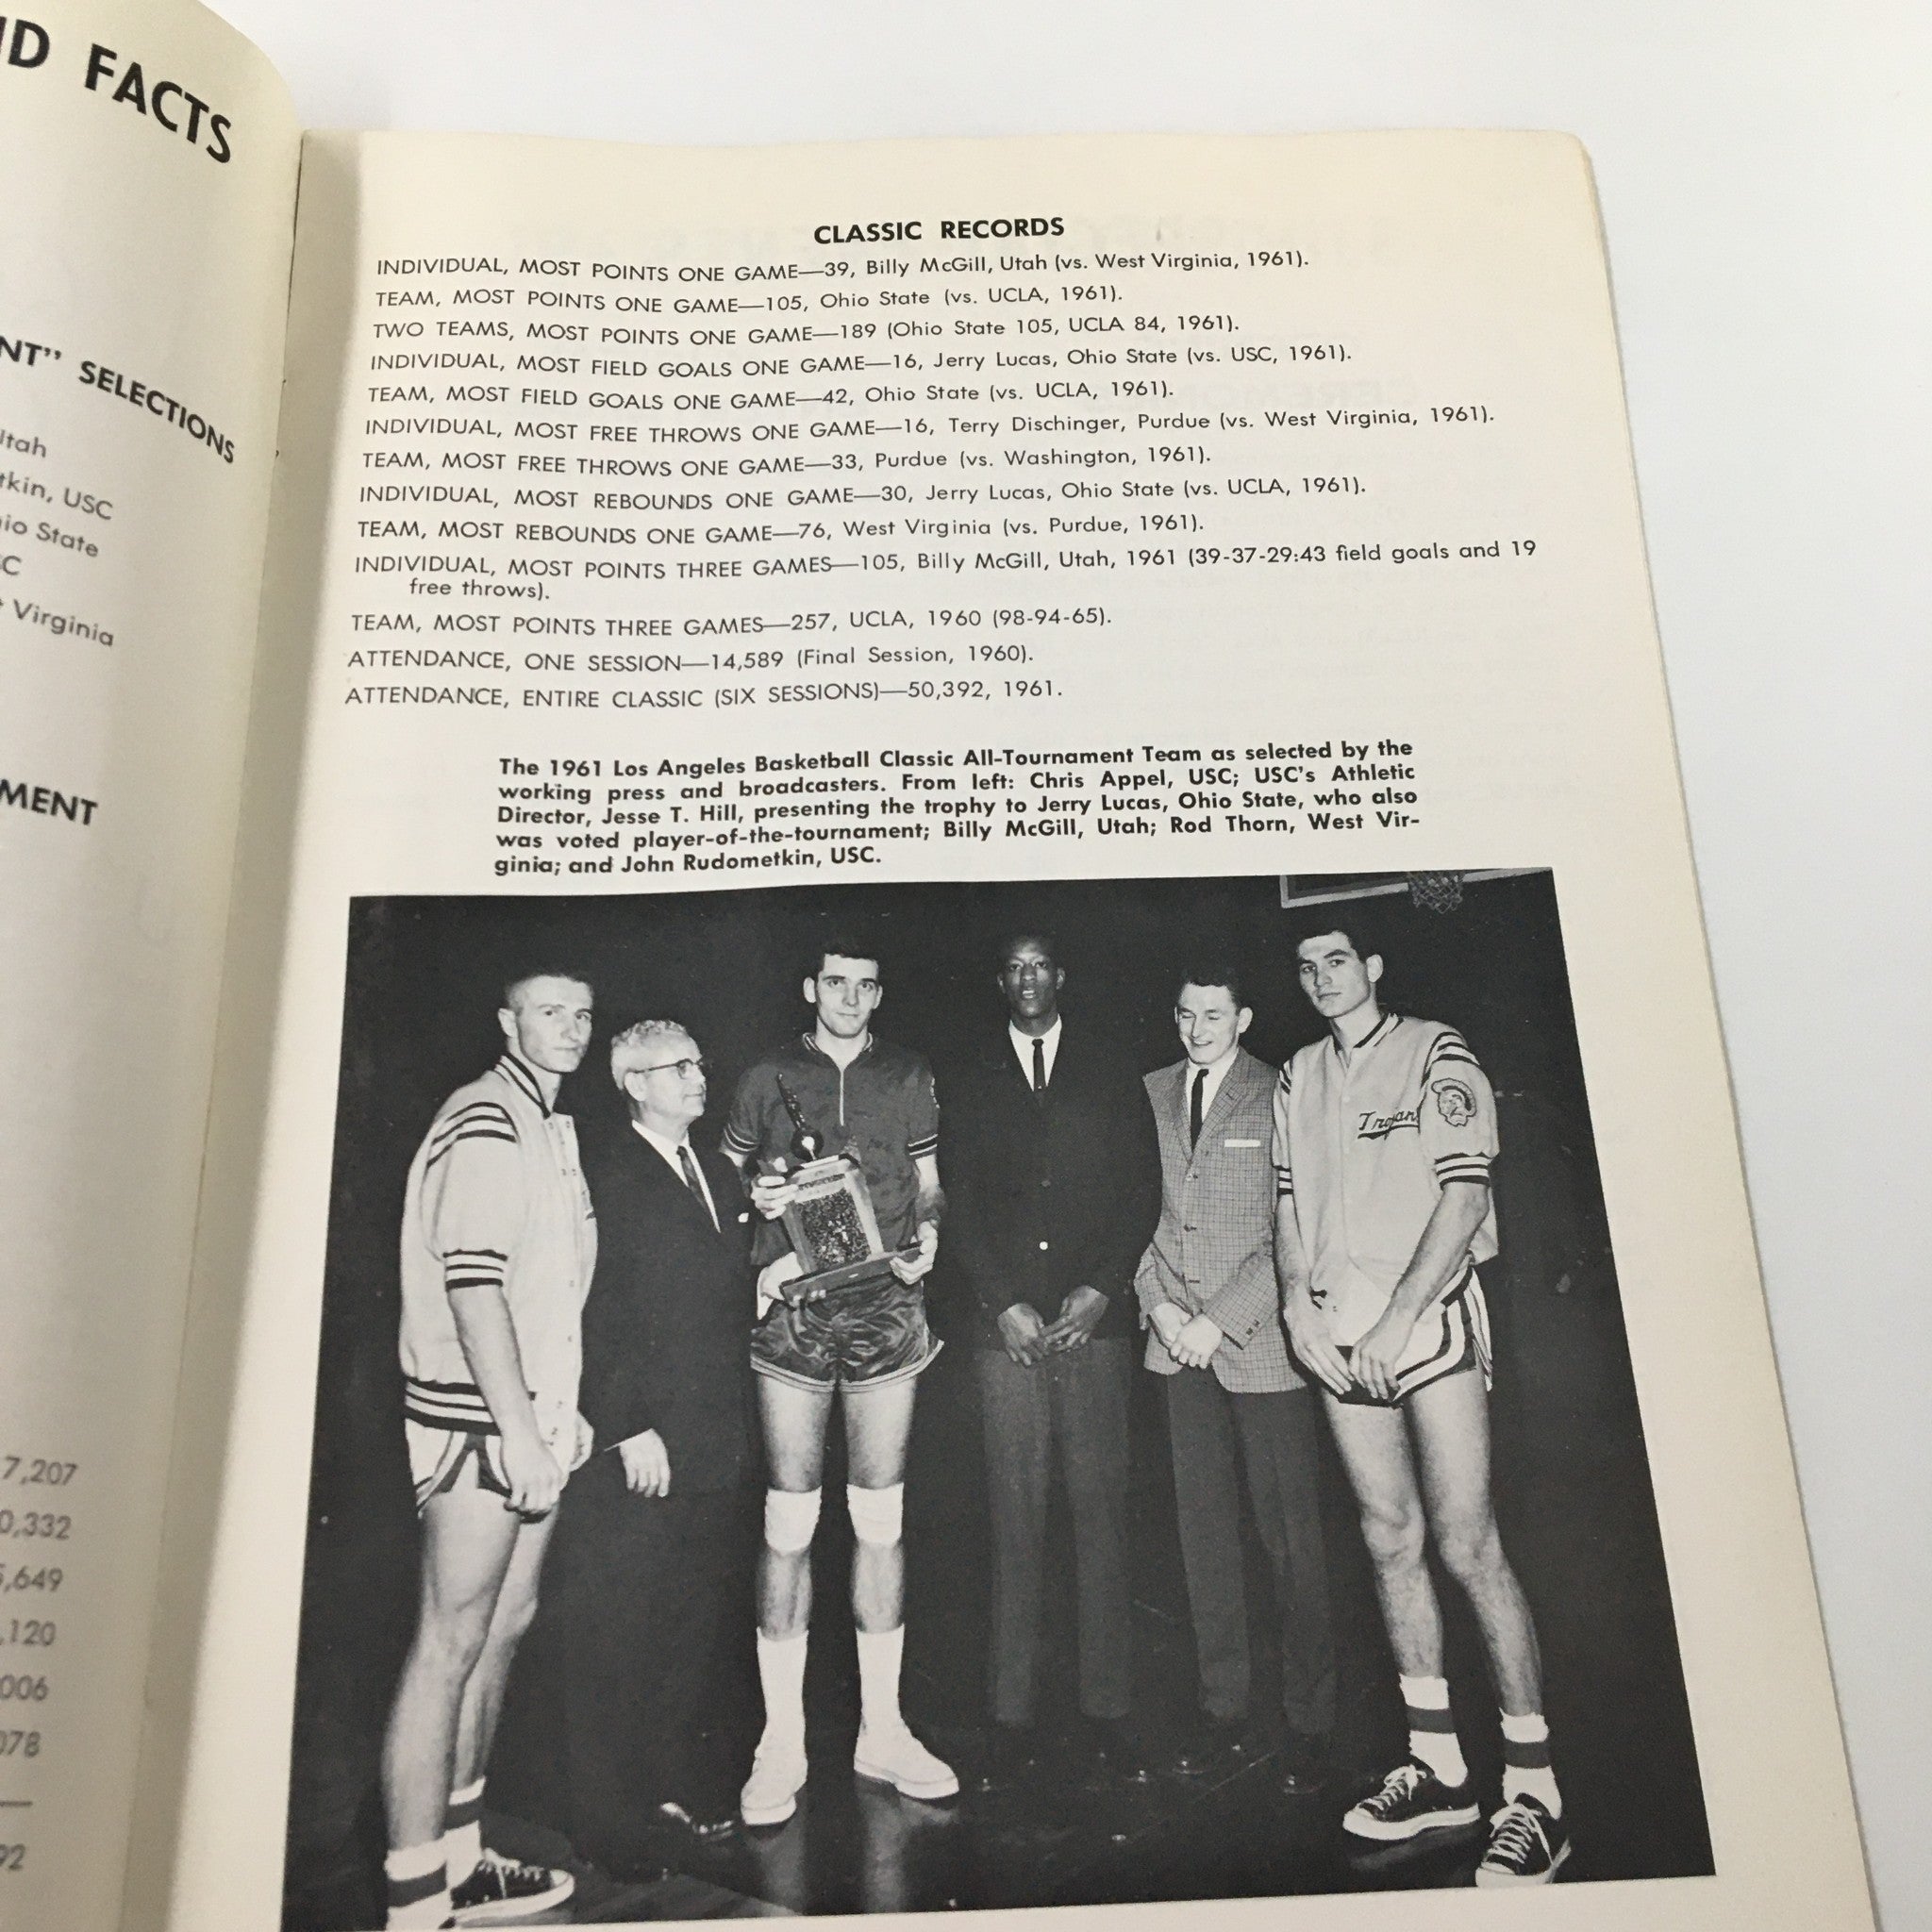 D FACTS
NT" SELECTIONS
tah
tkin, USC
io State
C
Virginia
MENT
7,207
0,332
,649
,120
006
078
92
CLASSIC RECORDS
INDIVIDUAL, MOST POINTS ONE GAME—39, Billy McGill, Utah (vs. West Virginia, 1961).
TEAM, MOST POINTS ONE GAME—105, Ohio State (vs. UCLA, 1961).
TWO TEAMS, MOST POINTS ONE GAME—189 (Ohio State 105, UCLA 84, 1961).
INDIVIDUAL, MOST FIELD GOALS ONE GAME—16, Jerry Lucas, Ohio State (vs. USC, 1961).
TEAM, MOST FIELD GOALS ONE GAME—42, Ohio State (vs. UCLA, 1961).
INDIVIDUAL, MOST FREE THROWS ONE GAME—16, Terry Dischinger, Purdue (vs. West Virginia, 1961).
TEAM, MOST FREE THROWS ONE GAME—33, Purdue (vs. Washington, 1961).
INDIVIDUAL, MOST REBOUNDS ONE GAME—30, Jerry Lucas, Ohio State (vs. UCLA, 1961).
TEAM, MOST REBOUNDS ONE GAME—76, West Virginia (vs. Purdue, 1961).
INDIVIDUAL, MOST POINTS THREE GAMES—105, Billy McGill, Utah, 1961 (39-37-29:43 field goals and 19
free throws).
TEAM, MOST POINTS THREE GAMES—257, UCLA, 1960 (98-94-65).
ATTENDANCE, ONE SESSION—14,589 (Final Session, 1960).
ATTENDANCE, ENTIRE CLASSIC (SIX SESSIONS)—50,392, 1961.
The 1961 Los Angeles Basketball Classic All-Tournament Team as selected by the
working press and broadcasters. From left: Chris Appel, USC; USC's Athletic
Director, Jesse T. Hill, presenting the trophy to Jerry Lucas, Ohio State, who also
was voted player-of-the-tournament; Billy McGill, Utah; Rod Thorn, West Vir-
ginia; and John Rudometkin, USC.
Trojans